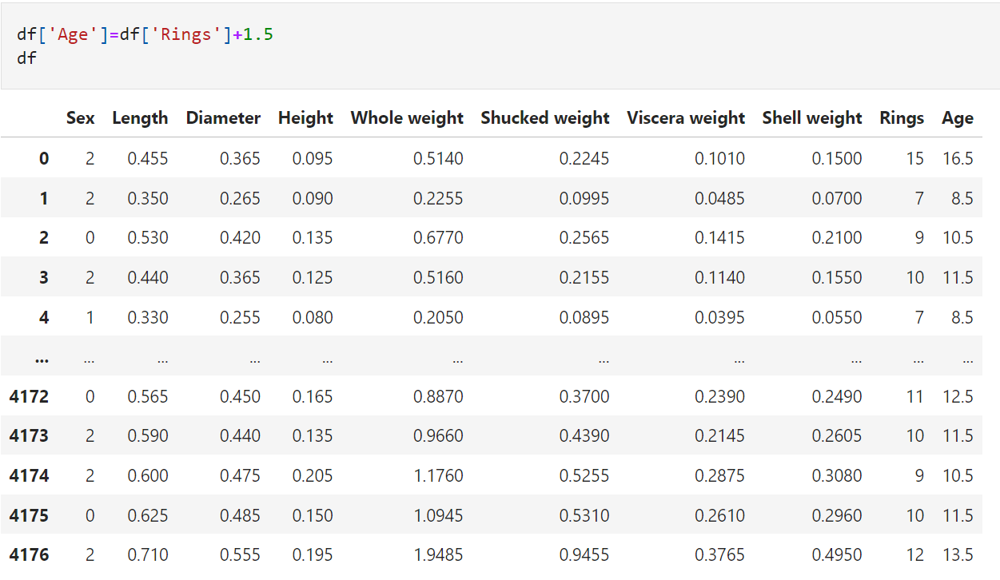 df['Age']=df['Rings']+1.5
df
Sex Length Diameter Height Whole weight Shucked weight Viscera weight Shell weight Rings Age
0 2 0.455 0.365 0.095 0.5140 0.2245 0.1010 0.1500 15 16.5
1 2 0.350 0.265 0.090 0.2255 0.0995 0.0485 0.0700 7 8.5
2 0 0.530 0.420 0.135 0.6770 0.2565 0.1415 0.2100 9 10.5
3 2 0.440 0.365 0.125 0.5160 0.2155 0.1140 0.1550 10 11.5
4 1 0.330 0.255 0.080 0.2050 0.0895 0.0395 0.0550 7 8.5
... ... ... ... ... ... ... ... ... ... ...
4172 0 0.565 0.450 0.165 0.8870 0.3700 0.2390 0.2490 11 12.5
4173 2 0.590 0.440 0.135 0.9660 0.4390 0.2145 0.2605 10 11.5
4174 2 0.600 0.475 0.205 1.1760 0.5255 0.2875 0.3080 9 10.5
4175 0 0.625 0.485 0.150 1.0945 0.5310 0.2610 0.2960 10 11.5
4176 2 0.710 0.555 0.195 1.9485 0.9455 0.3765 0.4950 12 13.5